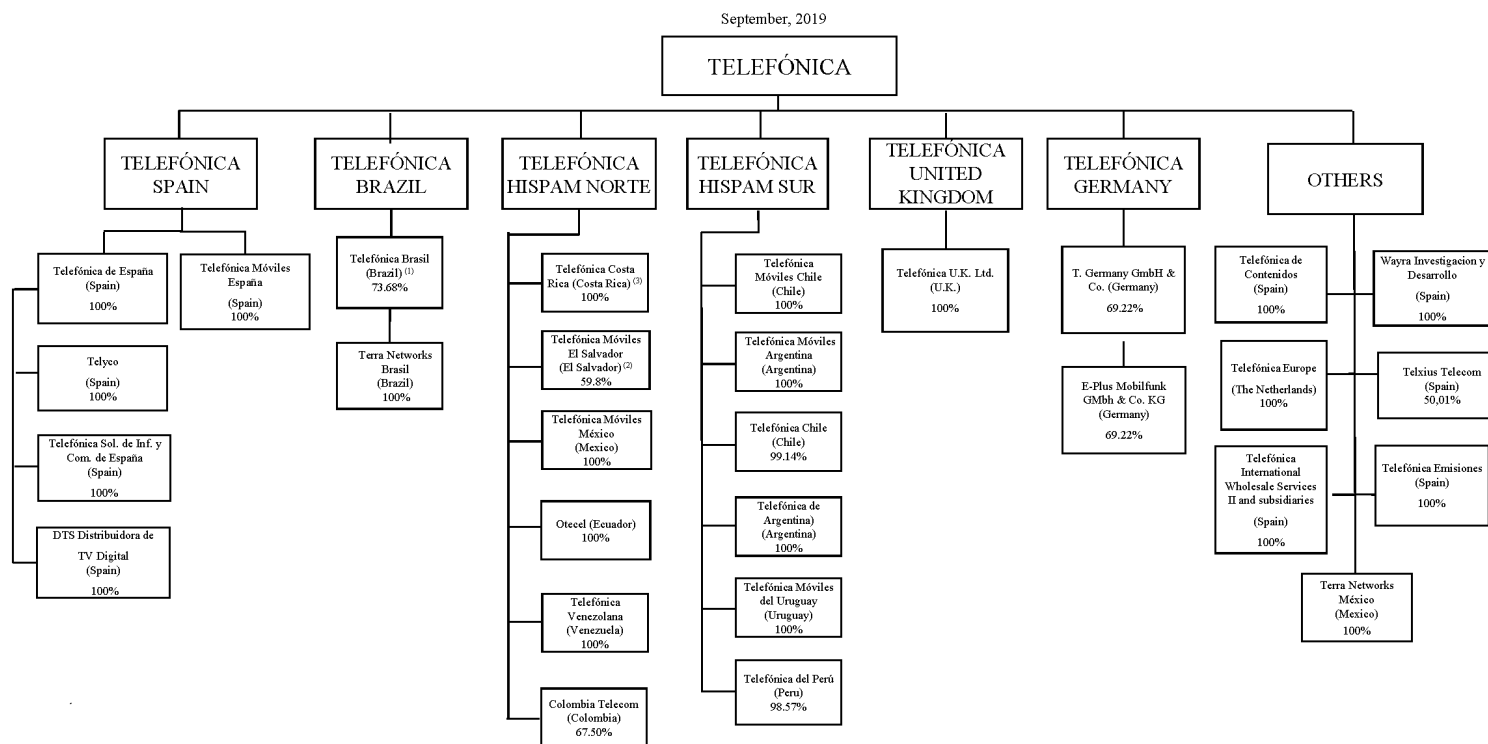 September, 2019
TELEFÓNICA
TELEFÓNICA
SPAIN
TELEFÓNICA
BRAZIL
TELEFÓNICA
HISPAM NORTE
TELEFÓNICA
HISPAM SUR
TELEFÓNICA
UNITED
KINGDOM
TELEFÓNICA
GERMANY
OTHERS
Telefónica de España
(Spain)
100%
Telefónica Móviles
España
(Spain)
100%
Telyco
(Spain)
100%
Telefónica Sol. de Inf. y
Com. de España
(Spain)
100%
DTS Distribuidora de
TV Digital
(Spain)
100%
Telefónica Brasil
(Brazil) (1)
73.68%
Terra Networks
Brasil
(Brazil)
100%
Telefónica Costa
Rica (Costa Rica) (3)
100%
Telefónica Móviles
El Salvador
(El Salvador) (2)
59.8%
Telefónica Móviles
México
(Mexico)
100%
Otecel (Ecuador)
100%
Telefónica
Venezolana
(Venezuela)
100%
Colombia Telecom
(Colombia)
67.50%
Telefónica
Móviles Chile
(Chile)
100%
Telefónica Móviles
Argentina
(Argentina)
100%
Telefónica Chile
(Chile)
99.14%
Telefónica de
Argentina)
(Argentina)
100%
Telefónica Móviles
del Uruguay
(Uruguay)
100%
Telefónica del Perú
(Peru)
98.57%
Telefónica U.K. Ltd.
(U.K.)
100%
T. Germany GmbH &
Co. (Germany)
69.22%
E-Plus Mobilfunk
GMbh & Co. KG
(Germany)
69.22%
Telefónica de
Contenidos
(Spain)
100%
Wayra Investigacion y
Desarrollo
(Spain)
100%
Telefónica Europe
(The Netherlands)
100%
Telxius Telecom
(Spain)
50,01%
Telefónica
International
Wholesale Services
II and subsidiaries
(Spain)
100%
Telefónica Emisiones
(Spain)
100%
Terra Networks
México
(Mexico)
100%